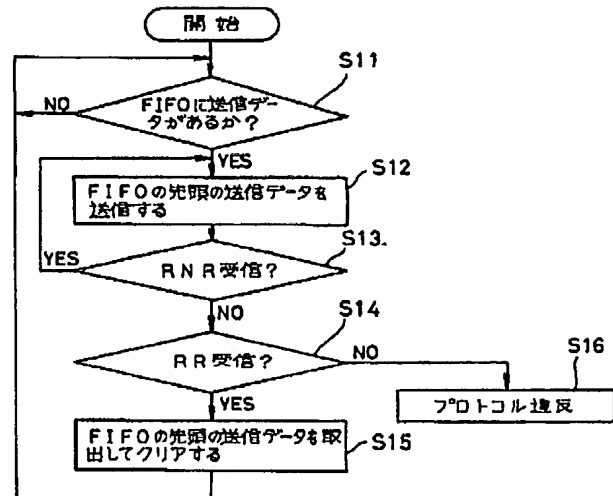 開始
S11
FIFOに送信デー
タがあるか?
NO
YES
S12
FIFOの先頭の送信データを
送信する
S13.
RNR受信?
YES
NO
S14
RR受信?
NO
S16
プロトコル違反
YES
FIFOの先頭の送信データを取
出してクリアする
S15